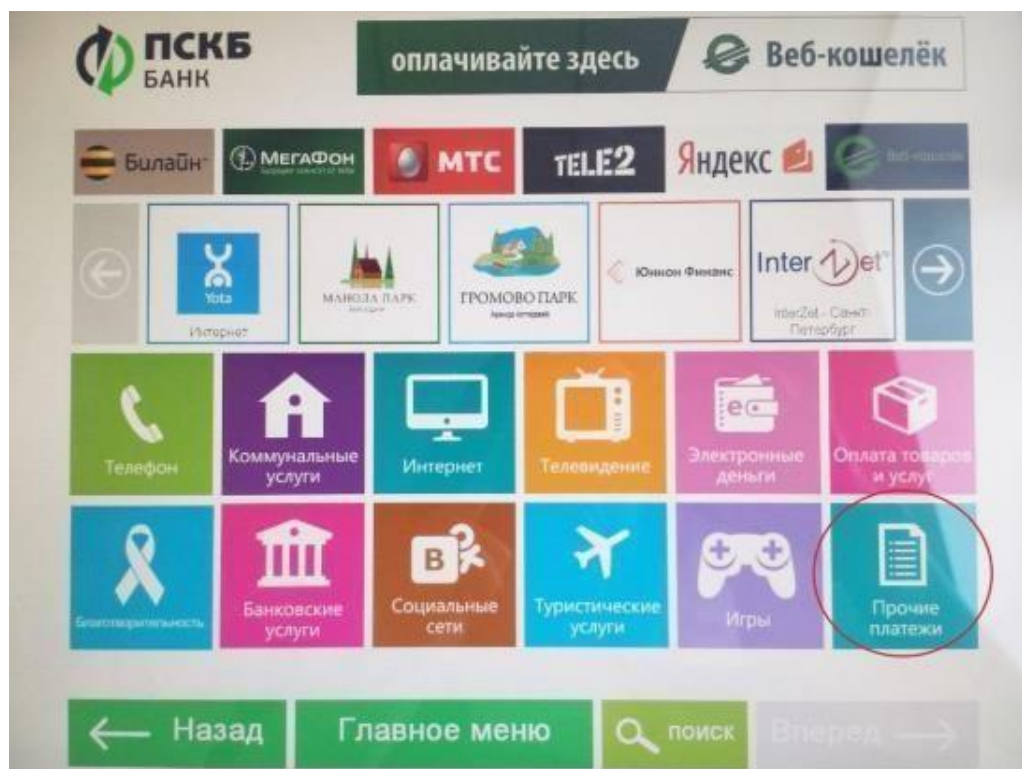 ПСКБ
БАНК
оплачивайте здесь
Веб-кошелёк
Билайн
МЕГАФОН
МТС
TELE2
Яндекс
Веб-кошелёк
Yota
Интернет
МАНОЛА ПАРК
ГРОМОВО ПАРК
Юнион Финанс
InterZet
InterZet - Санкт-
Петербург
Телефон
Коммунальные
услуги
Интернет
Телевидение
Электронные
деньги
Оплата товаров
и услуг
Благотворительность
Банковские
услуги
В
Социальные
сети
Туристические
услуги
Игры
Прочие
платежи
Назад
Главное меню
поиск
Вперед